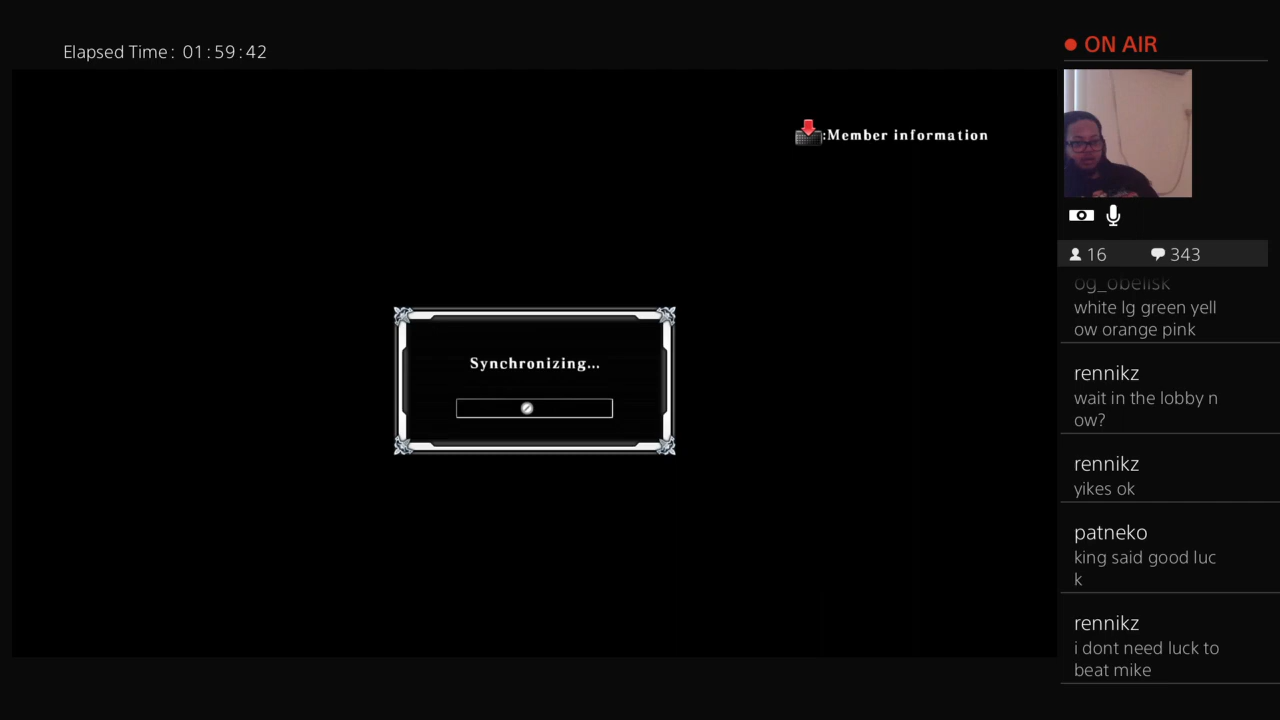 Elapsed Time: 01:59:42
ON AIR
:Member information
16 343
og_obelisk
white lg green yell
ow orange pink
rennikz
wait in the lobby n
ow?
Synchronizing...
rennikz
yikes ok
patneko
king said good luc
k
rennikz
i dont need luck to
beat mike